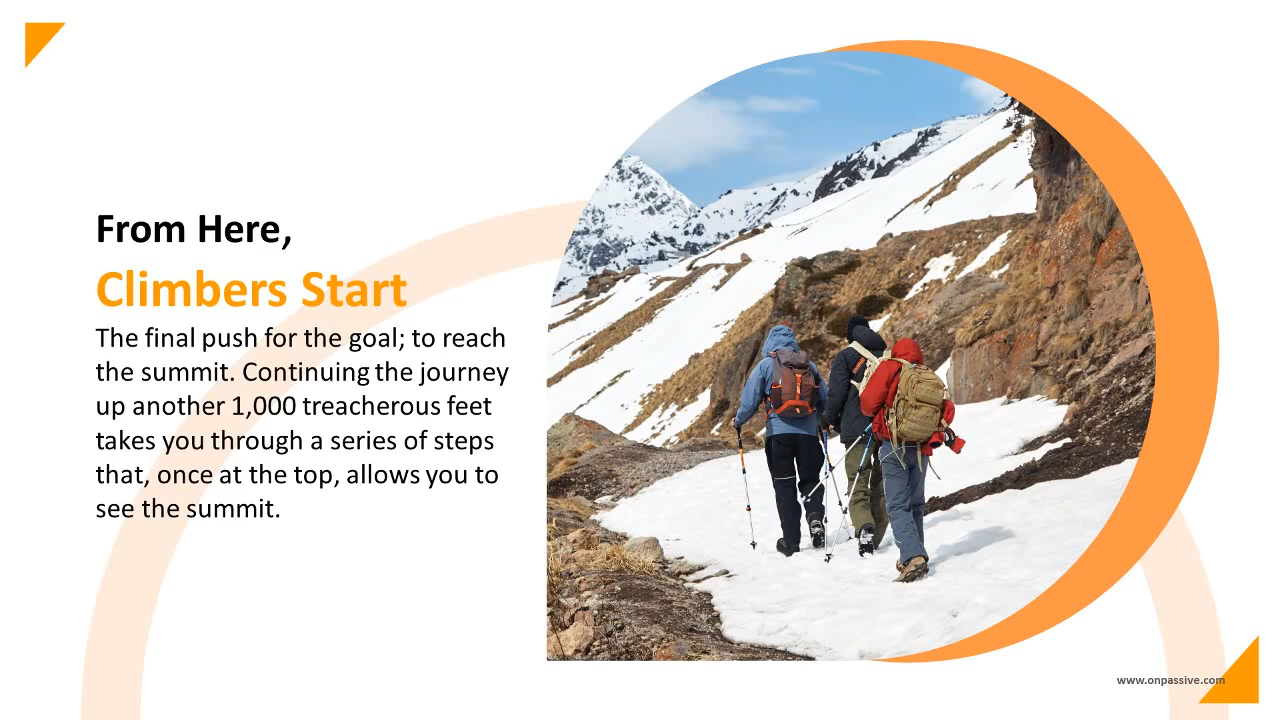 From Here,
Climbers Start
The final push for the goal; to reach
the summit. Continuing the journey
up another 1,000 treacherous feet
takes you through a series of steps
that, once at the top, allows you to
see the summit.
www.onpassive.com